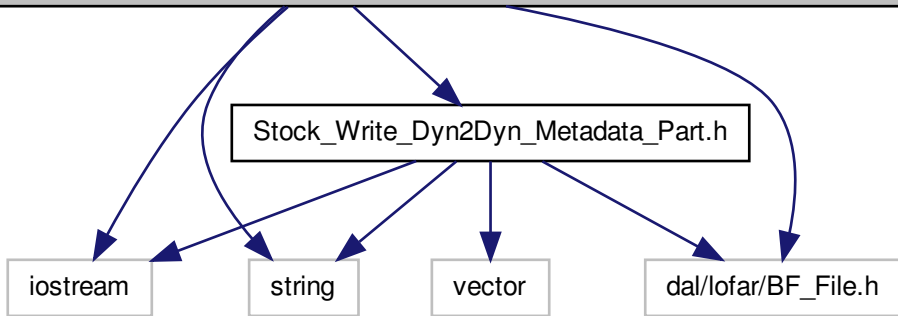 Stock_Write_Dyn2Dyn_Metadata_Part.h
iostream
string
vector
dal/lofar/BF_File.h